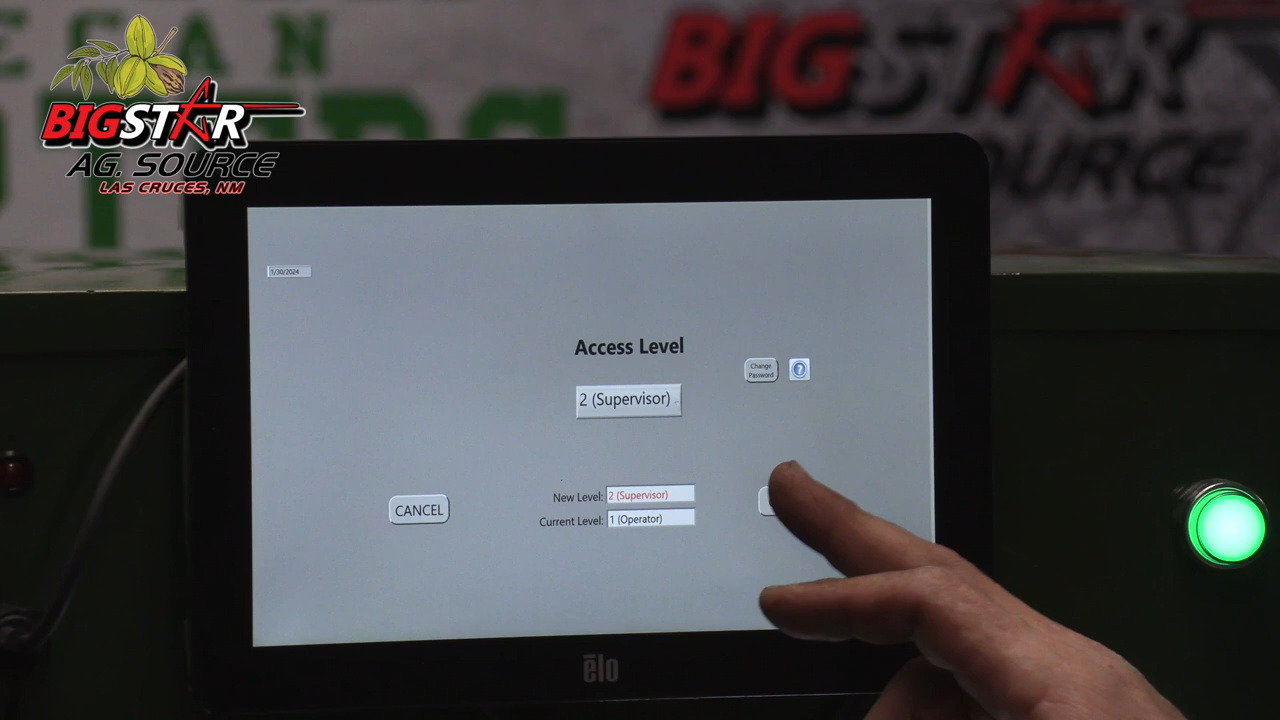 BIGSTAR
AG. SOURCE
LAS CRUCES, NM
BIGSTAR
1/30/2024
Access Level
Change
Password
?
2 (Supervisor)
New Level: 2 (Supervisor)
CANCEL
Current Level: 1 (Operator)
elo